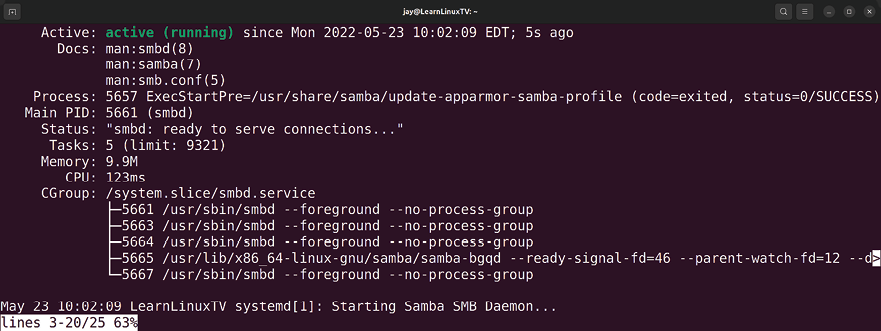 jay@LearnLinuxTV: ~
Active: active (running) since Mon 2022-05-23 10:02:09 EDT; 5s ago
Docs: man:smbd(8)
man:samba(7)
man:smb.conf(5)
Process: 5657 ExecStartPre=/usr/share/samba/update-apparmor-samba-profile (code=exited, status=0/SUCCESS)
Main PID: 5661 (smbd)
Status: "smbd: ready to serve connections..."
Tasks: 5 (limit: 9321)
Memory: 9.9M
CPU: 123ms
CGroup: /system.slice/smbd.service
├─5661 /usr/sbin/smbd --foreground --no-process-group
├─5663 /usr/sbin/smbd --foreground --no-process-group
├─5664 /usr/sbin/smbd --foreground --no-process-group
├─5665 /usr/lib/x86_64-linux-gnu/samba/samba-bgqd --ready-signal-fd=46 --parent-watch-fd=12 --d>
└─5667 /usr/sbin/smbd --foreground --no-process-group
May 23 10:02:09 LearnLinuxTV systemd[1]: Starting Samba SMB Daemon...
lines 3-20/25 63%